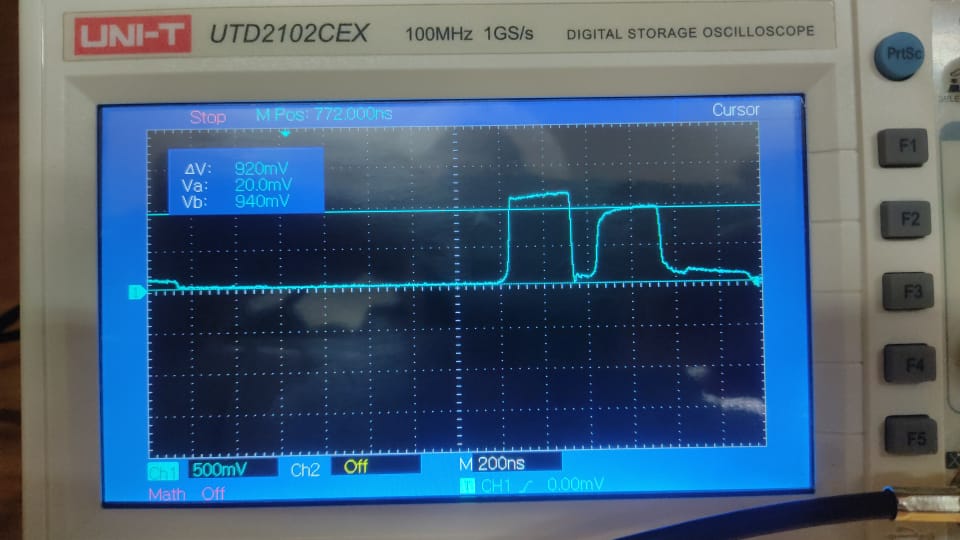 UNI-T UTD2102CEX 100MHz 1GS/s DIGITAL STORAGE OSCILLOSCOPE
PrtSc
Stop M Pos: 772.000ns Cursor
ΔV: 920mV
Va: 20.0mV
Vb: 940mV
1
F1
F2
F3
F4
F5
Ch1 500mV Ch2 Off M 200ns
T CH1 0.00mV
Math Off